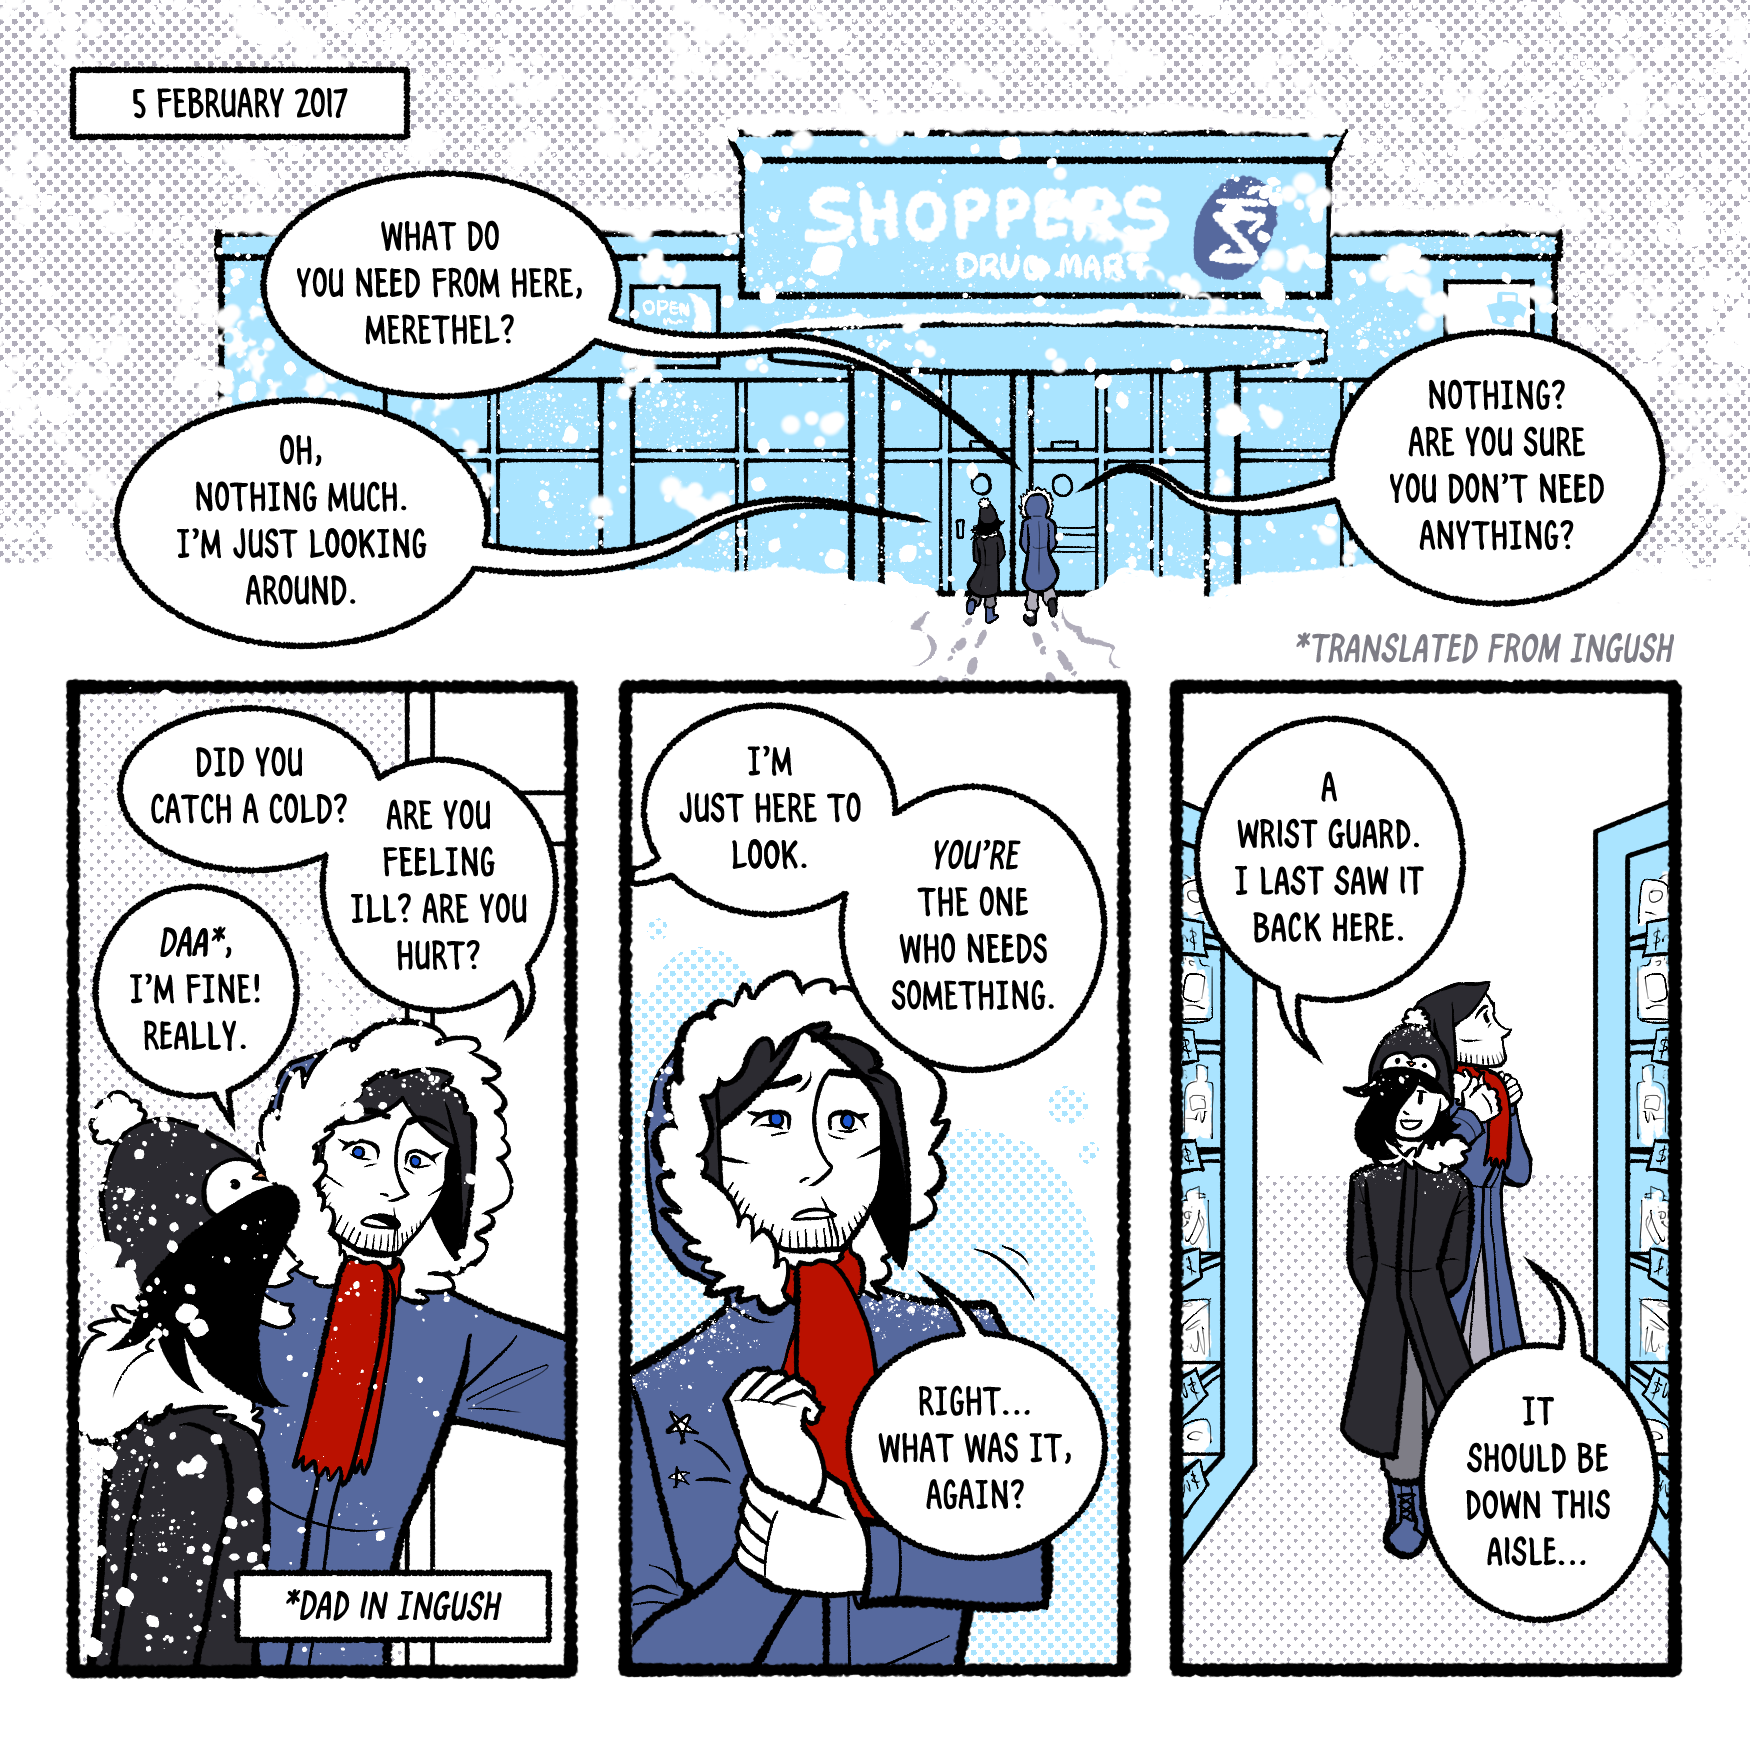 5 FEBRUARY 2017
SHOPPERS
DRUG MART
OPEN
WHAT DO
YOU NEED FROM HERE,
MERETHEL?
OH,
NOTHING MUCH.
I'M JUST LOOKING
AROUND.
NOTHING?
ARE YOU SURE
YOU DON'T NEED
ANYTHING?
*TRANSLATED FROM INGUSH
DID YOU
CATCH A COLD?
ARE YOU
FEELING
ILL? ARE YOU
HURT?
DAA*,
I'M FINE!
REALLY.
*DAD IN INGUSH
I'M
JUST HERE TO
LOOK.
YOU'RE
THE ONE
WHO NEEDS
SOMETHING.
RIGHT...
WHAT WAS IT,
AGAIN?
A
WRIST GUARD.
I LAST SAW IT
BACK HERE.
IT
SHOULD BE
DOWN THIS
AISLE...